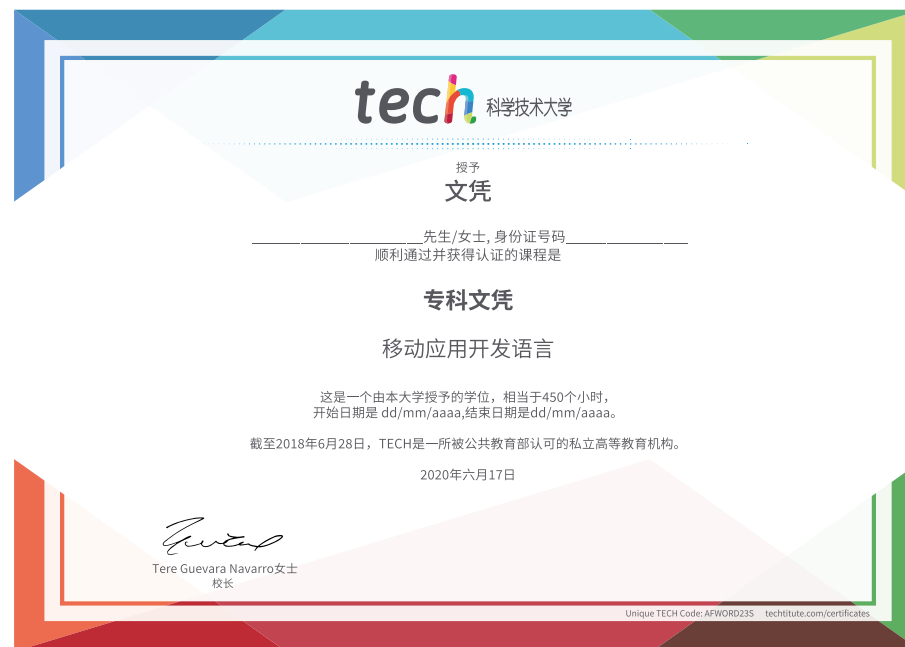 tech 科学技术大学
授予
文凭
______________________先生/女士, 身份证号码________________
顺利通过并获得认证的课程是
专科文凭
移动应用开发语言
这是一个由本大学授予的学位，相当于450个小时，
开始日期是 dd/mm/aaaa,结束日期是dd/mm/aaaa。
截至2018年6月28日，TECH是一所被公共教育部认可的私立高等教育机构。
2020年六月17日
Tere Guevara Navarro女士
校长
Unique TECH Code: AFWORD23S techtitute.com/certificates